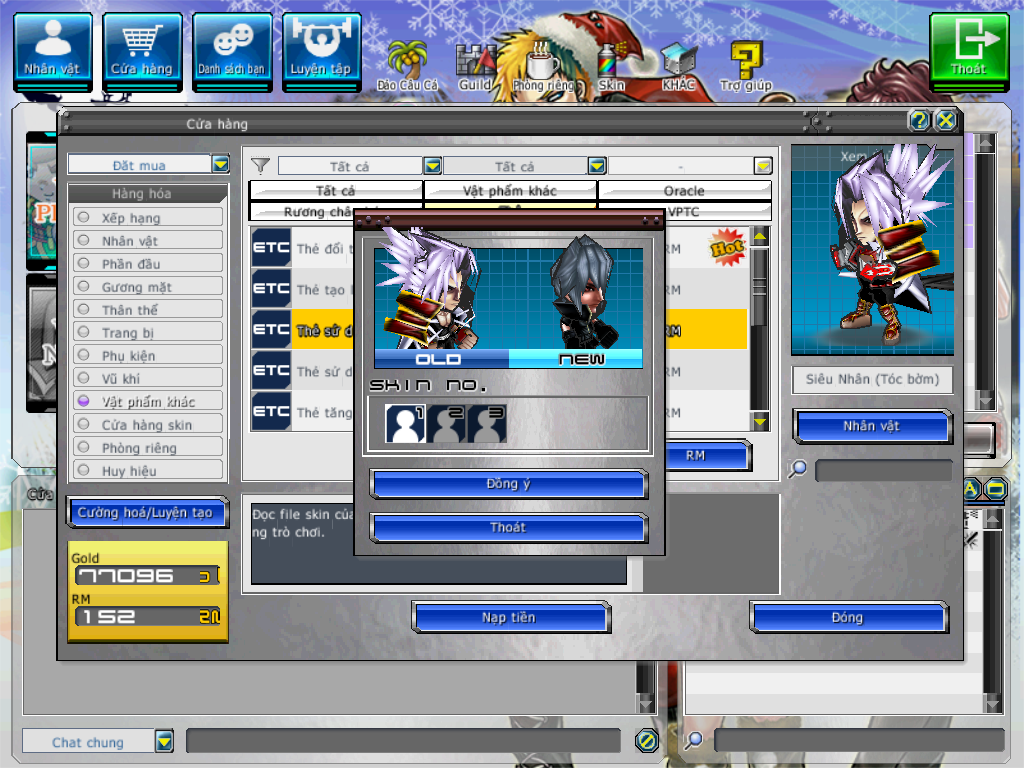 Nhân vật
Cửa hàng
Danh sách bạn
Luyện tập
Đảo Câu Cá
Guild
Phòng riêng
Skin
KHÁC
Trợ giúp
Thoát
Cửa hàng
Đặt mua
Hàng hóa
Xếp hạng
Nhân vật
Phần đầu
Gương mặt
Thân thể
Trang bị
Phụ kiện
Vũ khí
Vật phẩm khác
Cửa hàng skin
Phòng riêng
Huy hiệu
Cường hoá/Luyện tạo
Gold
77096
RM
152
Tất cả
Tất cả
-
Tất cả
Vật phẩm khác
Oracle
Rương
VPTC
ETC Thẻ đổi RM Hot
ETC Thẻ tạo RM
ETC Thẻ sử RM
ETC Thẻ sử RM
ETC Thẻ tăng RM
OLD
NEW
SKIN NO.
1
2
3
Đồng ý
Thoát
RM
Đọc file skin
ng trò chơi.
Nạp tiền
Đóng
Xem
Siêu Nhân (Tóc bờm)
Nhân vật
Chat chung